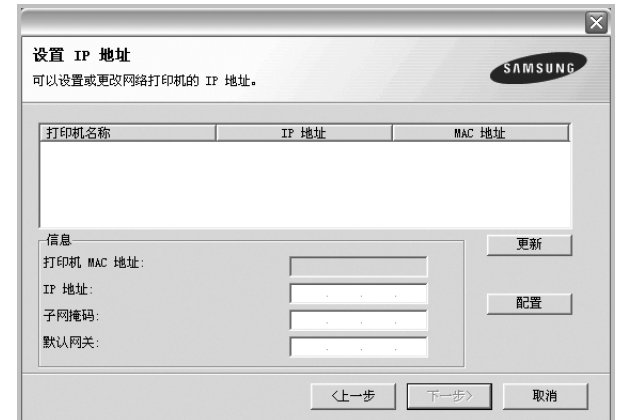 设置 IP 地址
可以设置或更改网络打印机的 IP 地址。
SAMSUNG
打印机名称 IP 地址 MAC 地址
信息
更新
打印机 MAC 地址:
IP 地址:
配置
子网掩码:
默认网关:
<上一步 下一步> 取消